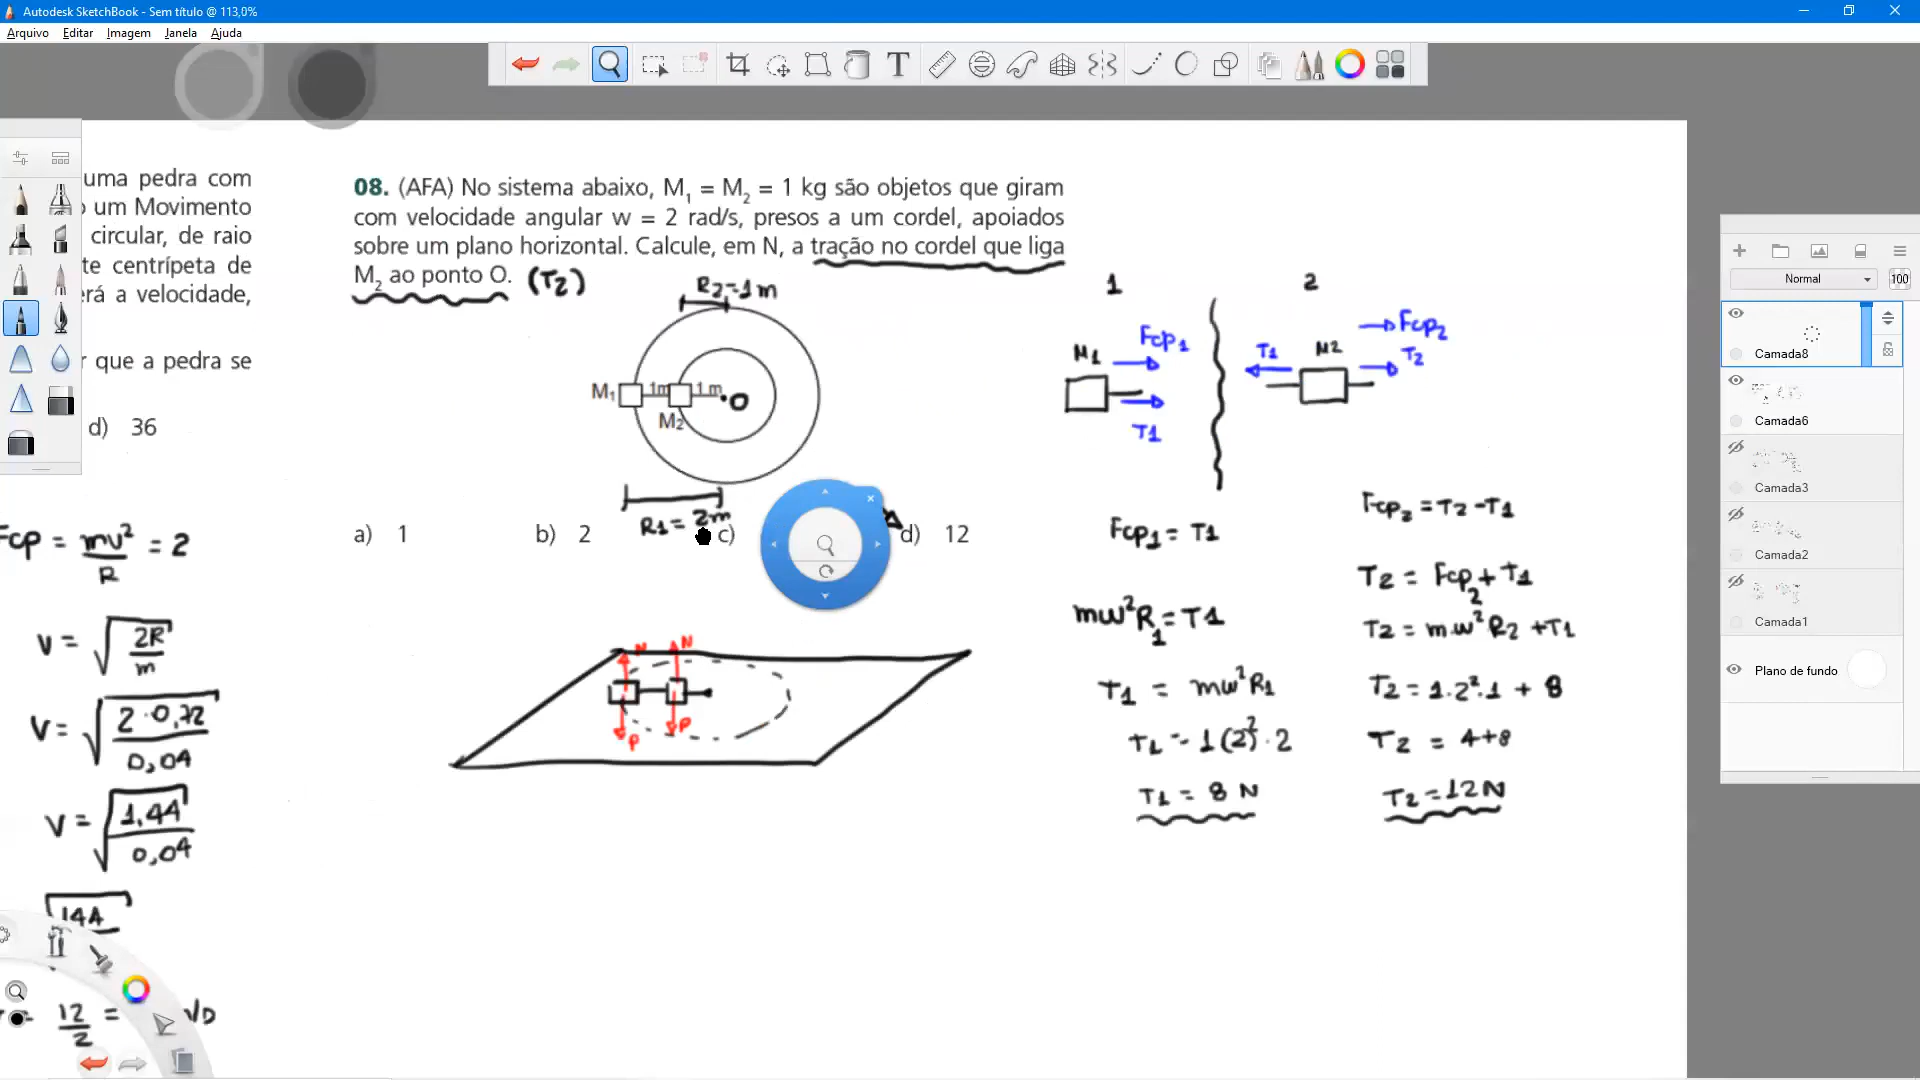 Autodesk SketchBook - Sem título @ 113,0%
Arquivo Editar Imagem Janela Ajuda
uma pedra com
um Movimento
circular, de raio
te centrípeta de
erá a velocidade,
r que a pedra se
d) 36
Fcp = mv² = 2
R
V = √2R
m
V = √2·0,72
0,04
V = √1,44
0,04
144
12 =
2
08. (AFA) No sistema abaixo, M₁ = M₂ = 1 kg são objetos que giram
com velocidade angular w = 2 rad/s, presos a um cordel, apoiados
sobre um plano horizontal. Calcule, em N, a tração no cordel que liga
M₂ ao ponto O. (T2)
R2=1m
M₁ 1m 1 m O
M₂
R1 = 2m
a) 1 b) 2 c) d) 12
N N
P P
1
M1 Fcp1
T1
Fcp1 = T1
mw²R1 = T1
T1 = mw²R1
T1 = 1(2)²·2
T1 = 8 N
2
T1 M2 Fcp2
T2
Fcp2 = T2-T1
T2 = Fcp2 + T1
T2 = m.w²R2 +T1
T2 = 1·2²·1 + 8
T2 = 4+8
T2 = 12N
Normal 100
Camada8
Camada6
Camada3
Camada2
Camada1
Plano de fundo